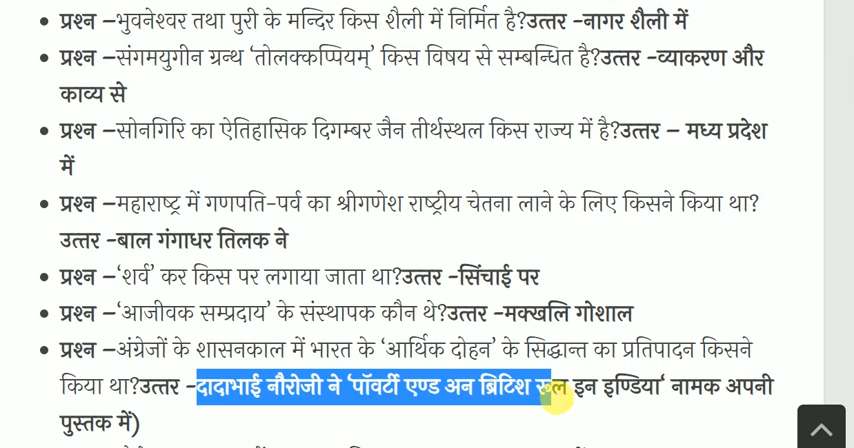 प्रश्न –भुवनेश्वर तथा पुरी के मन्दिर किस शैली में निर्मित है?उत्तर -नागर शैली में
प्रश्न –संगमयुगीन ग्रन्थ ‘तोलक्कप्पियम्’ किस विषय से सम्बन्धित है?उत्तर -व्याकरण और
काव्य से
प्रश्न –सोनगिरि का ऐतिहासिक दिगम्बर जैन तीर्थस्थल किस राज्य में है?उत्तर – मध्य प्रदेश
में
प्रश्न –महाराष्ट्र में गणपति-पर्व का श्रीगणेश राष्ट्रीय चेतना लाने के लिए किसने किया था?
उत्तर -बाल गंगाधर तिलक ने
प्रश्न –‘शर्व’ कर किस पर लगाया जाता था?उत्तर -सिंचाई पर
प्रश्न –‘आजीवक सम्प्रदाय’ के संस्थापक कौन थे?उत्तर -मक्खलि गोशाल
प्रश्न –अंग्रेजों के शासनकाल में भारत के ‘आर्थिक दोहन’ के सिद्धान्त का प्रतिपादन किसने
किया था?उत्तर -दादाभाई नौरोजी ने ‘पॉवर्टी एण्ड अन ब्रिटिश रूल इन इण्डिया‘ नामक अपनी
पुस्तक में)